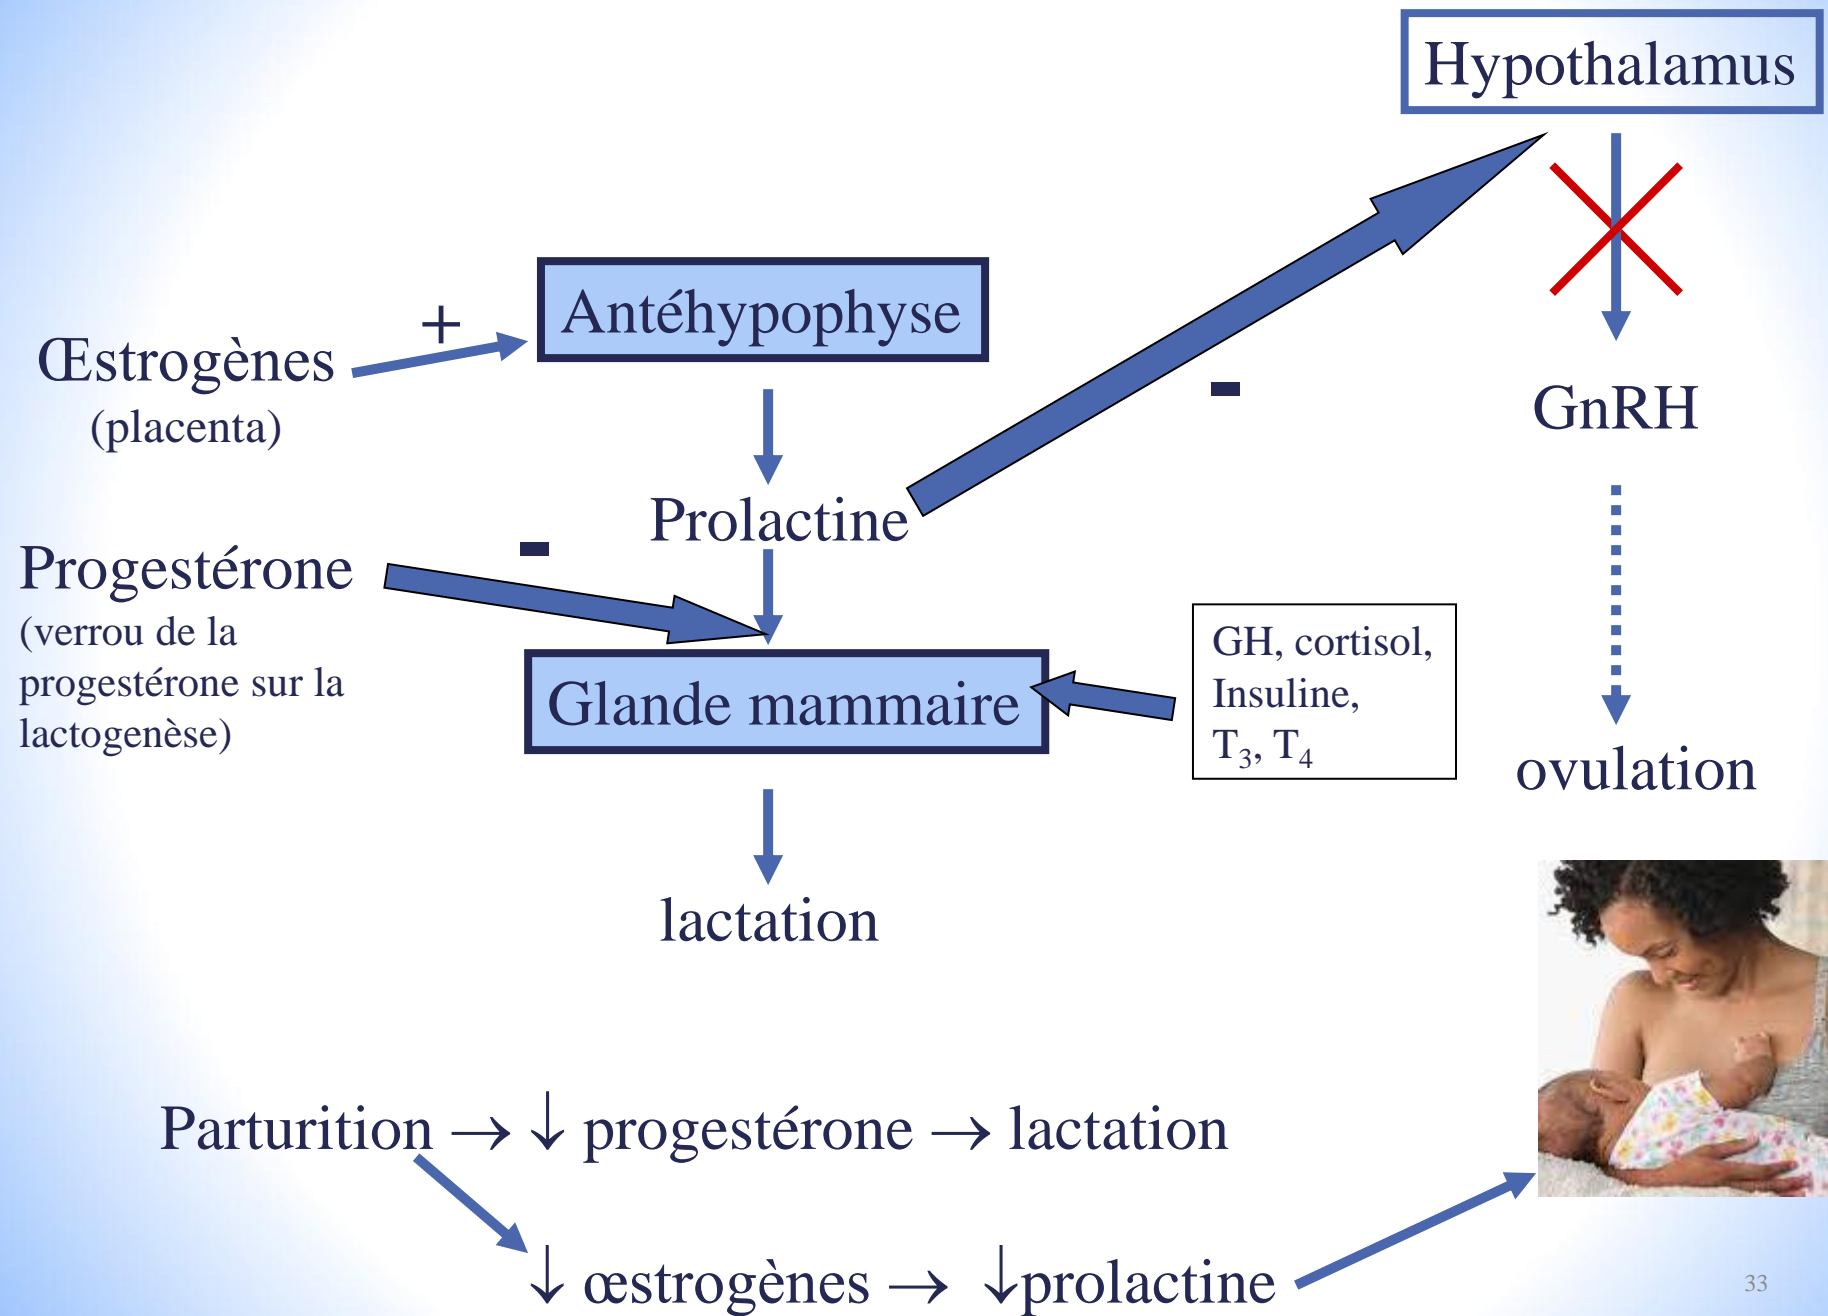 Hypothalamus
Antéhypophyse
+
Œstrogènes
(placenta)
-
GnRH
Prolactine
-
Progestérone
(verrou de la
progestérone sur la
lactogenèse)
GH, cortisol,
Insuline,
T₃, T₄
Glande mammaire
ovulation
lactation
Parturition → ↓ progestérone → lactation
↓ œstrogènes → ↓prolactine
33